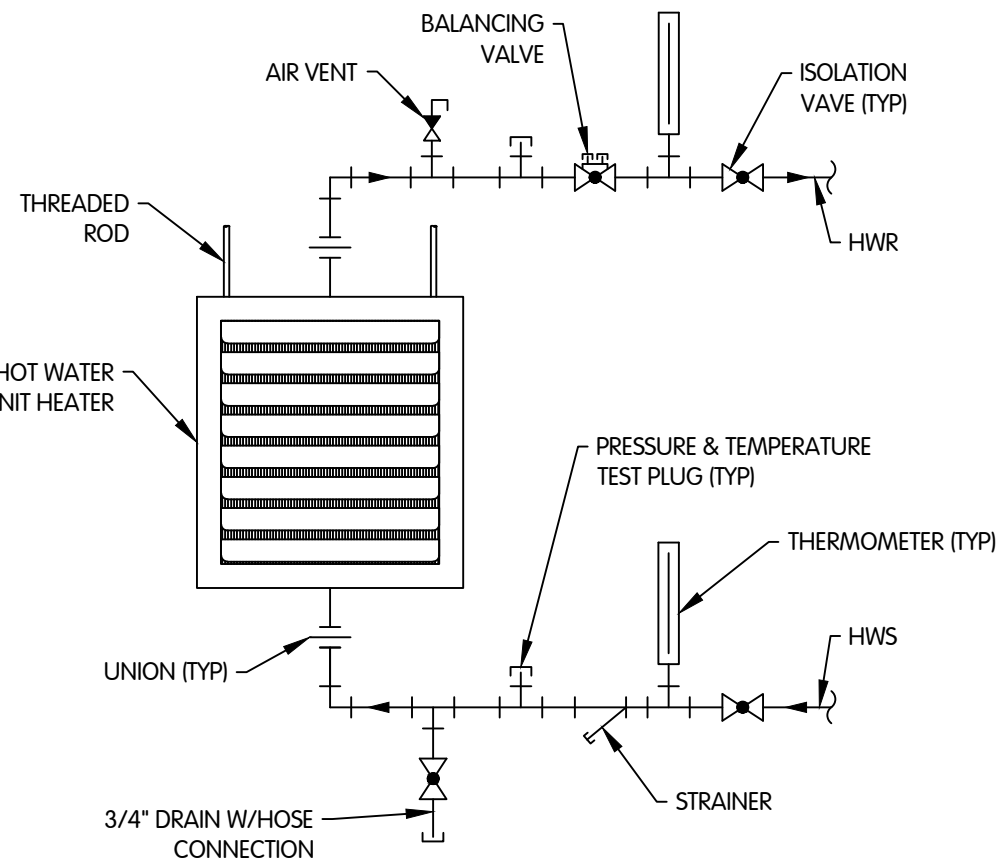 BALANCING
VALVE
AIR VENT
ISOLATION
VAVE (TYP)
THREADED
ROD
HWR
HOT WATER
NIT HEATER
PRESSURE & TEMPERATURE
TEST PLUG (TYP)
THERMOMETER (TYP)
HWS
UNION (TYP)
STRAINER
3/4" DRAIN W/HOSE
CONNECTION